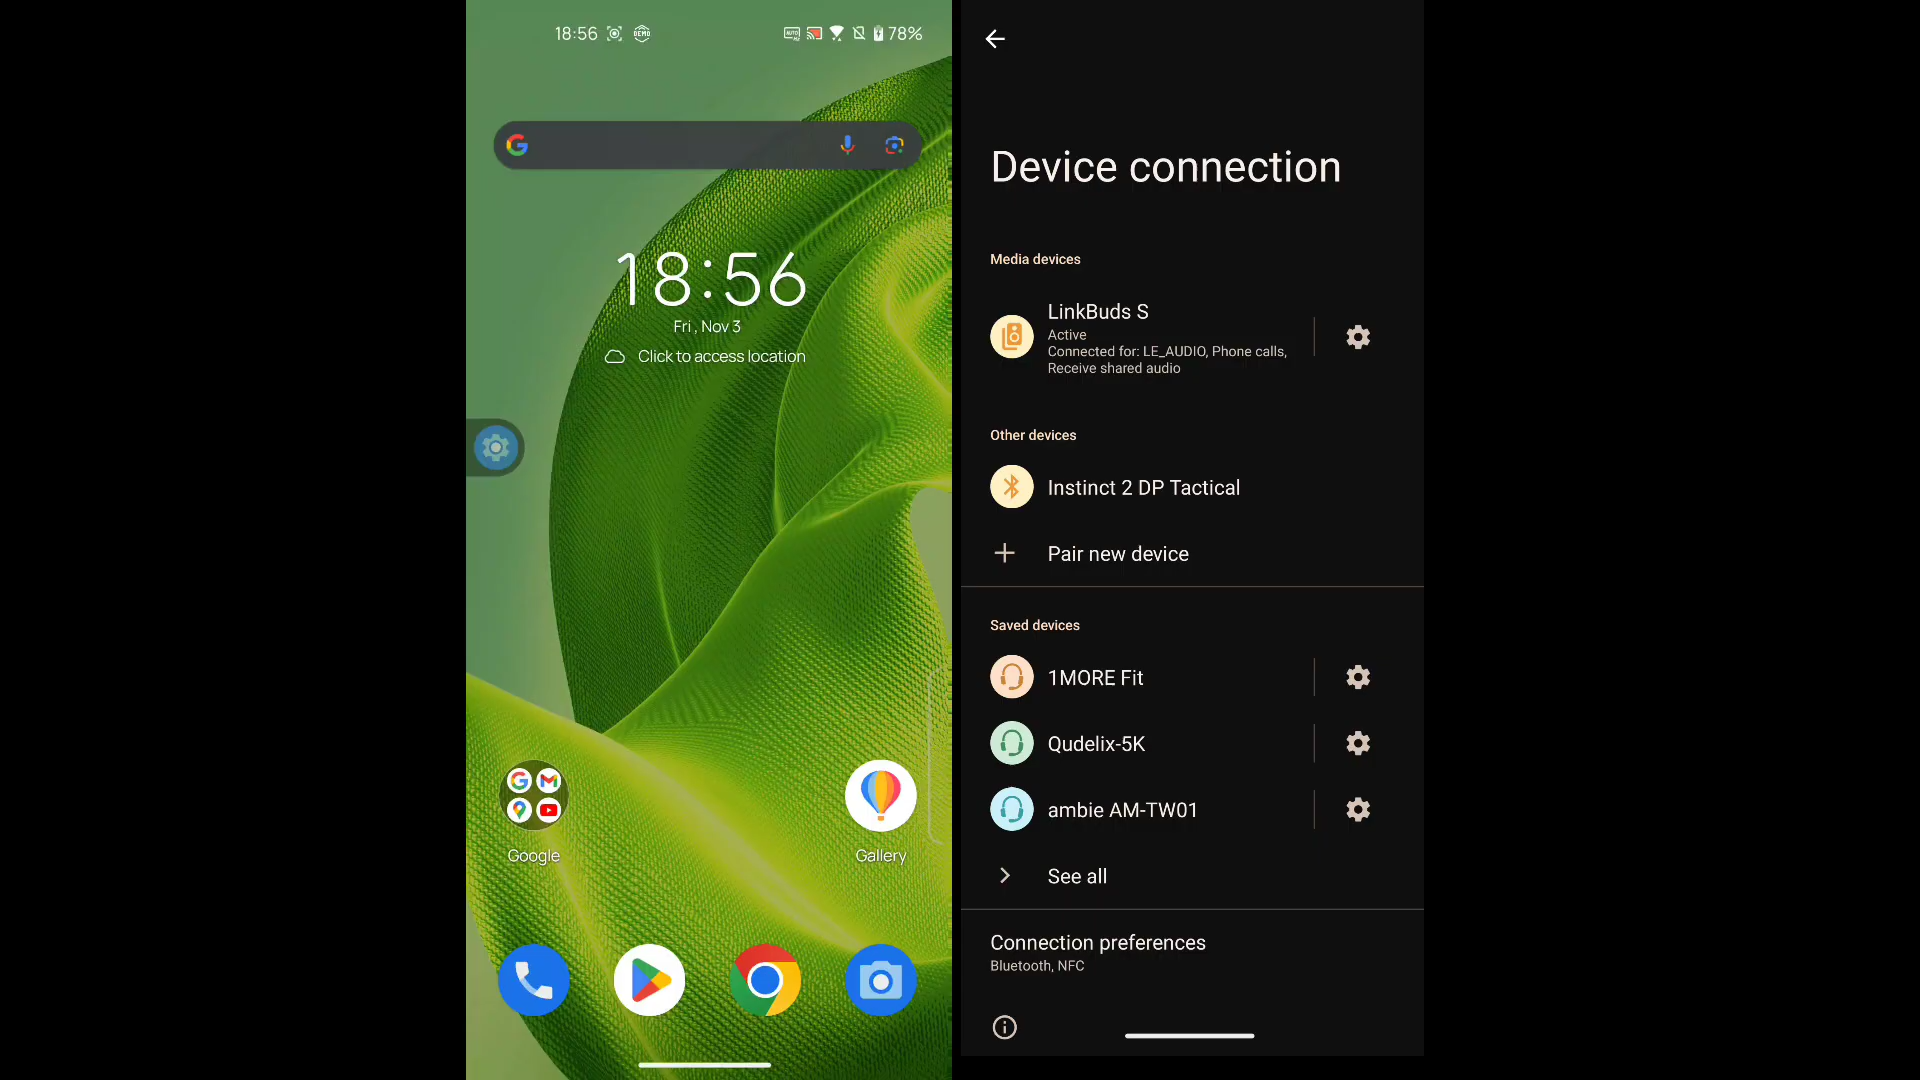 18:56
DEMO
78%
18:56
Fri , Nov 3
Click to access location
Google
Gallery
Device connection
Media devices
LinkBuds S
Active
Connected for: LE_AUDIO, Phone calls,
Receive shared audio
Other devices
Instinct 2 DP Tactical
Pair new device
Saved devices
1MORE Fit
Qudelix-5K
ambie AM-TW01
See all
Connection preferences
Bluetooth, NFC